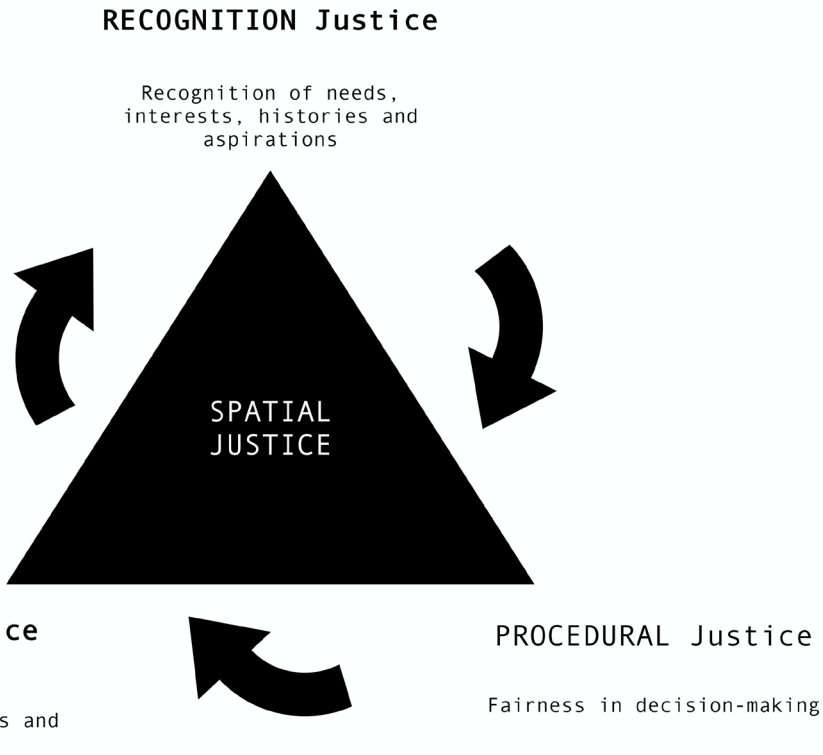 RECOGNITION Justice
Recognition of needs,
interests, histories and
aspirations
SPATIAL
JUSTICE
ce
PROCEDURAL Justice
Fairness in decision-making
s and